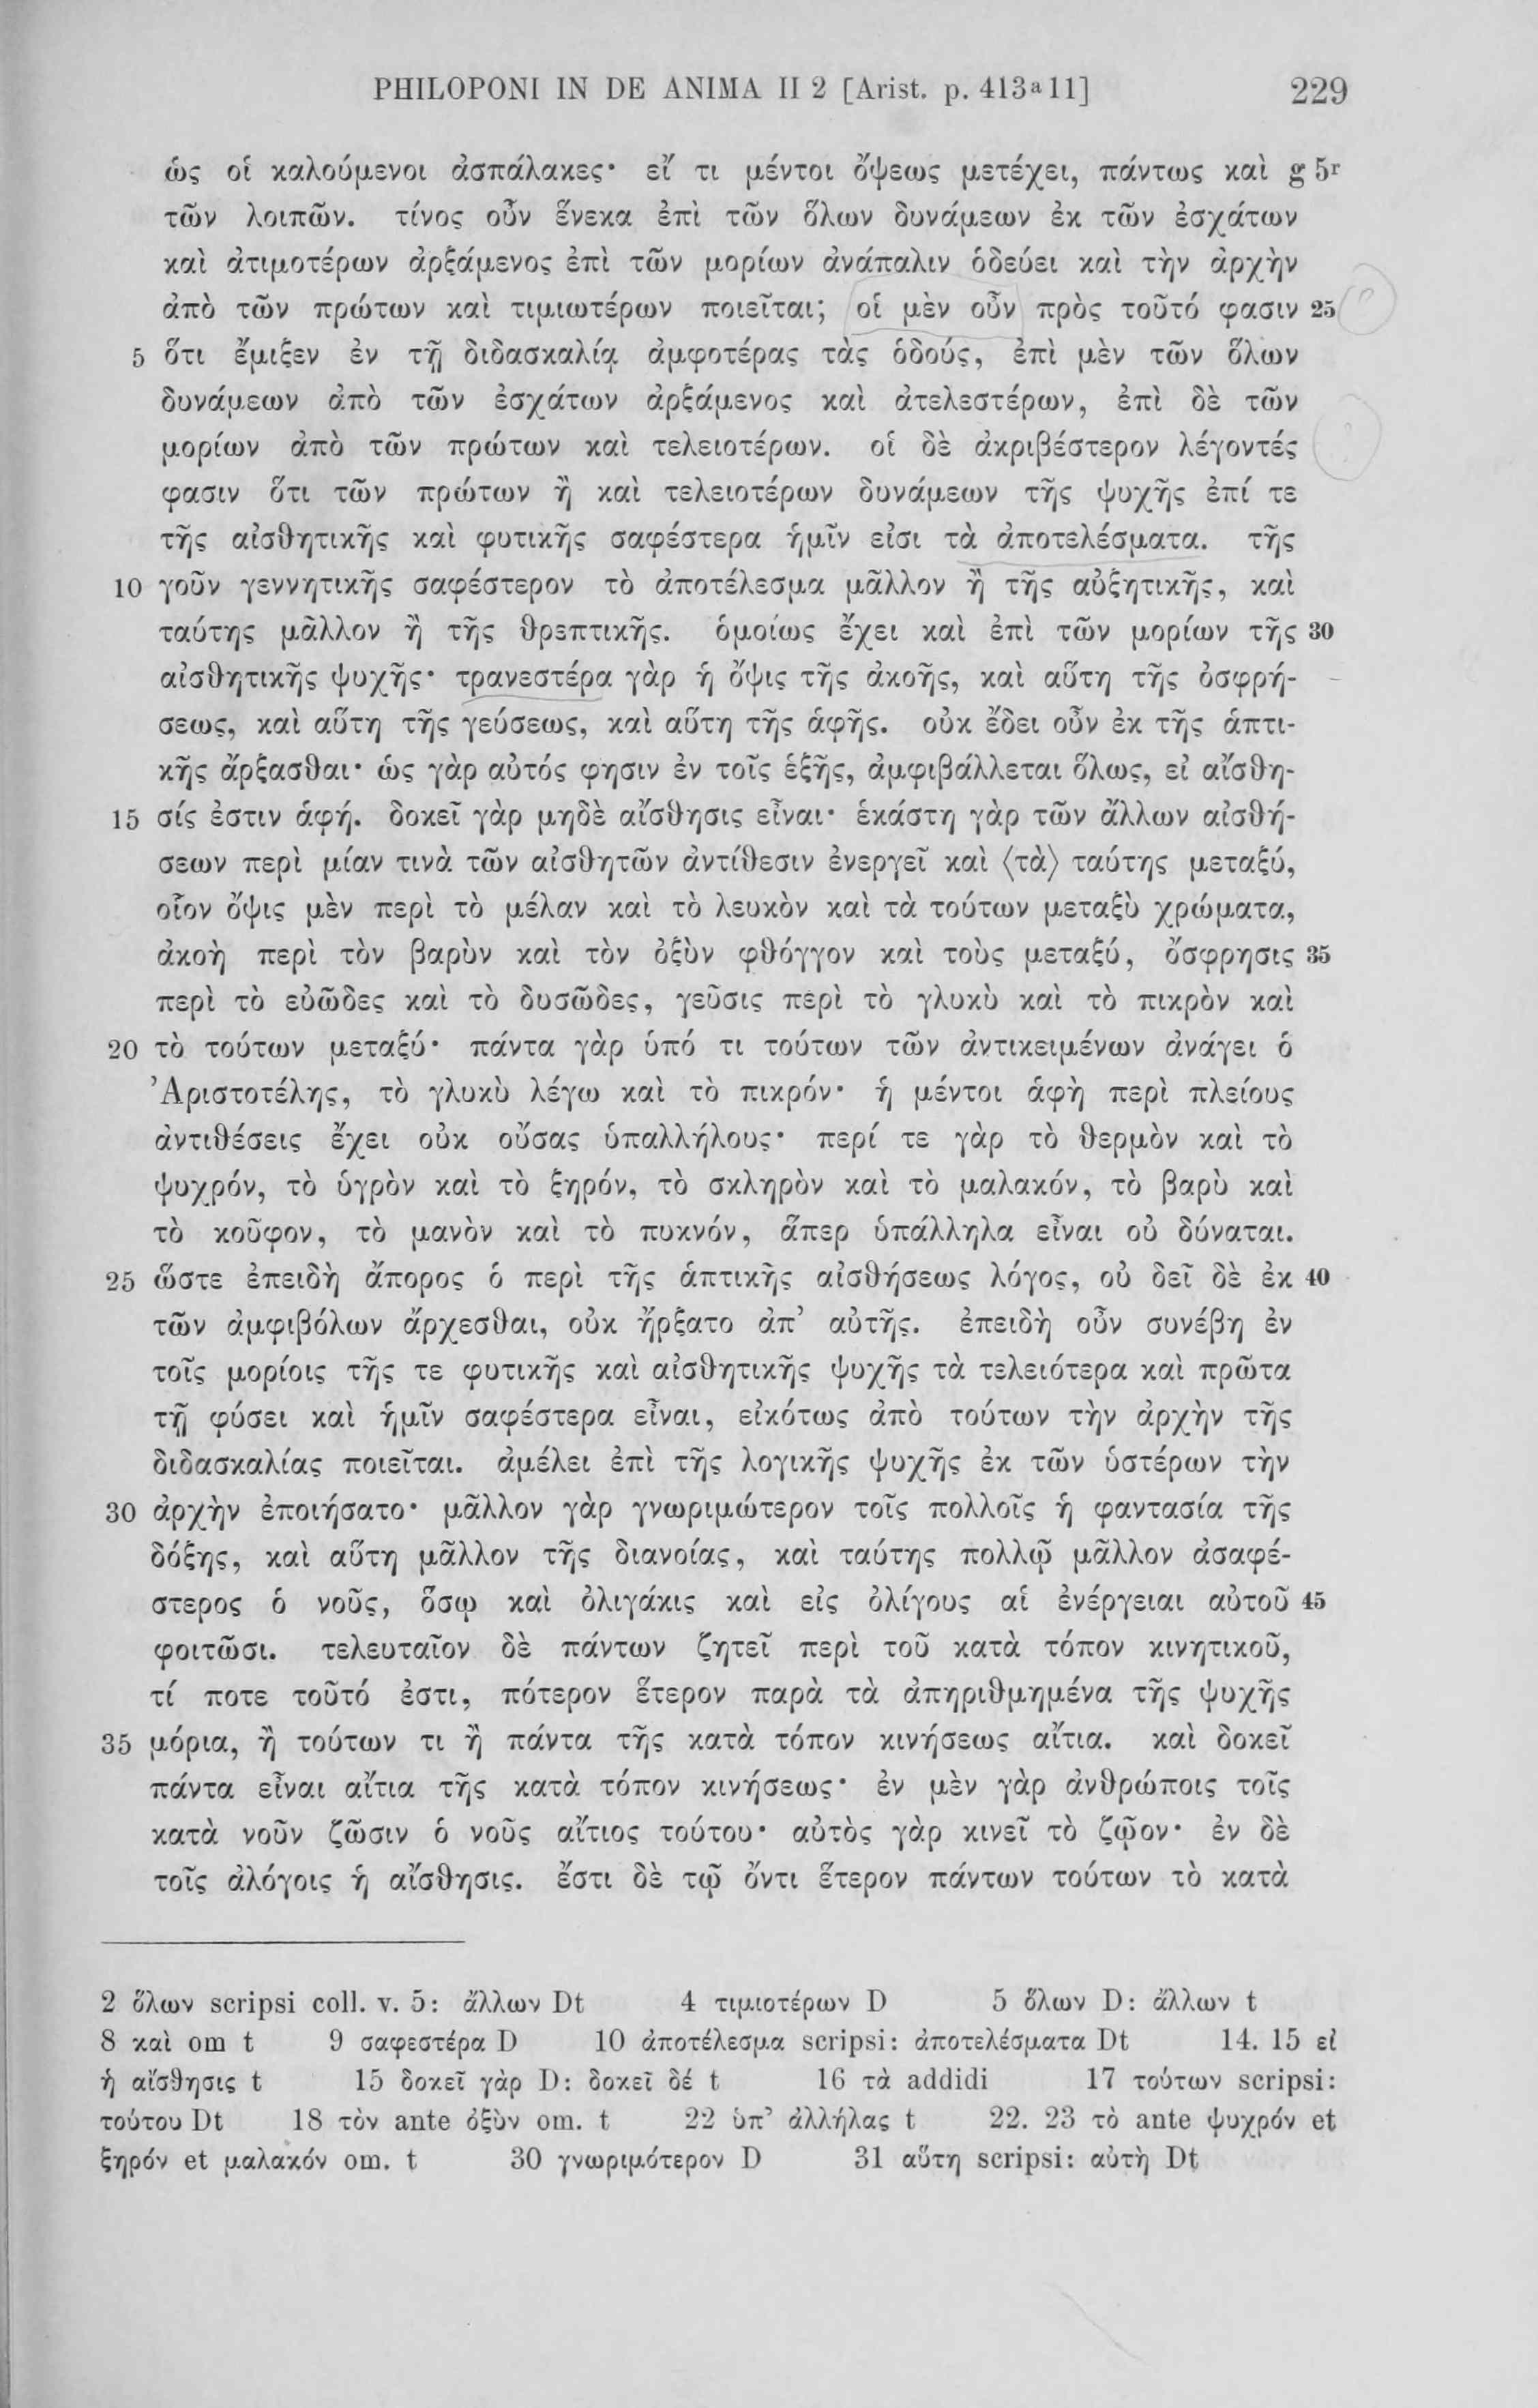 PHILOPONI IN DE ANIMA II 2 [Arist. p. 413ᵃ11] 229
ὡς οἱ καλούμενοι ἀσπάλακες· εἴ τι μέντοι ὄψεως μετέχει, πάντως καὶ g 5ʳ
τῶν λοιπῶν. τίνος οὖν ἕνεκα ἐπὶ τῶν ὅλων δυνάμεων ἐκ τῶν ἐσχάτων
καὶ ἀτιμοτέρων ἀρξάμενος ἐπὶ τῶν μορίων ἀνάπαλιν ὁδεύει καὶ τὴν ἀρχὴν
ἀπὸ τῶν πρώτων καὶ τιμιωτέρων ποιεῖται; οἱ μὲν οὖν πρὸς τοῦτό φασιν 25
5 ὅτι ἔμιξεν ἐν τῇ διδασκαλίᾳ ἀμφοτέρας τὰς ὁδούς, ἐπὶ μὲν τῶν ὅλων
δυνάμεων ἀπὸ τῶν ἐσχάτων ἀρξάμενος καὶ ἀτελεστέρων, ἐπὶ δὲ τῶν
μορίων ἀπὸ τῶν πρώτων καὶ τελειοτέρων. οἱ δὲ ἀκριβέστερον λέγοντές
φασιν ὅτι τῶν πρώτων ἢ καὶ τελειοτέρων δυνάμεων τῆς ψυχῆς ἐπί τε
τῆς αἰσθητικῆς καὶ φυτικῆς σαφέστερα ἡμῖν εἰσι τὰ ἀποτελέσματα. τῆς
10 γοῦν γεννητικῆς σαφέστερον τὸ ἀποτέλεσμα μᾶλλον ἢ τῆς αὐξητικῆς, καὶ
ταύτης μᾶλλον ἢ τῆς θρεπτικῆς. ὁμοίως ἔχει καὶ ἐπὶ τῶν μορίων τῆς 30
αἰσθητικῆς ψυχῆς· τρανεστέρα γὰρ ἡ ὄψις τῆς ἀκοῆς, καὶ αὕτη τῆς ὀσφρή-
σεως, καὶ αὕτη τῆς γεύσεως, καὶ αὕτη τῆς ἁφῆς. οὐκ ἔδει οὖν ἐκ τῆς ἁπτι-
κῆς ἄρξασθαι· ὡς γὰρ αὐτός φησιν ἐν τοῖς ἑξῆς, ἀμφιβάλλεται ὅλως, εἰ αἴσθη-
15 σίς ἐστιν ἁφή. δοκεῖ γὰρ μηδὲ αἴσθησις εἶναι· ἑκάστη γὰρ τῶν ἄλλων αἰσθή-
σεων περὶ μίαν τινὰ τῶν αἰσθητῶν ἀντίθεσιν ἐνεργεῖ καὶ ⟨τὰ⟩ ταύτης μεταξύ,
οἷον ὄψις μὲν περὶ τὸ μέλαν καὶ τὸ λευκὸν καὶ τὰ τούτων μεταξὺ χρώματα,
ἀκοὴ περὶ τὸν βαρὺν καὶ τὸν ὀξὺν φθόγγον καὶ τοὺς μεταξύ, ὄσφρησις 35
περὶ τὸ εὐῶδες καὶ τὸ δυσῶδες, γεῦσις περὶ τὸ γλυκὺ καὶ τὸ πικρὸν καὶ
20 τὸ τούτων μεταξύ· πάντα γὰρ ὑπό τι τούτων τῶν ἀντικειμένων ἀνάγει ὁ
Ἀριστοτέλης, τὸ γλυκὺ λέγω καὶ τὸ πικρόν· ἡ μέντοι ἁφὴ περὶ πλείους
ἀντιθέσεις ἔχει οὐκ οὔσας ὑπαλλήλους· περί τε γὰρ τὸ θερμὸν καὶ τὸ
ψυχρόν, τὸ ὑγρὸν καὶ τὸ ξηρόν, τὸ σκληρὸν καὶ τὸ μαλακόν, τὸ βαρὺ καὶ
τὸ κοῦφον, τὸ μανὸν καὶ τὸ πυκνόν, ἅπερ ὑπάλληλα εἶναι οὐ δύναται.
25 ὥστε ἐπειδὴ ἄπορος ὁ περὶ τῆς ἁπτικῆς αἰσθήσεως λόγος, οὐ δεῖ δὲ ἐκ 40
τῶν ἀμφιβόλων ἄρχεσθαι, οὐκ ἤρξατο ἀπ’ αὐτῆς. ἐπειδὴ οὖν συνέβη ἐν
τοῖς μορίοις τῆς τε φυτικῆς καὶ αἰσθητικῆς ψυχῆς τὰ τελειότερα καὶ πρῶτα
τῇ φύσει καὶ ἡμῖν σαφέστερα εἶναι, εἰκότως ἀπὸ τούτων τὴν ἀρχὴν τῆς
διδασκαλίας ποιεῖται. ἀμέλει ἐπὶ τῆς λογικῆς ψυχῆς ἐκ τῶν ὑστέρων τὴν
30 ἀρχὴν ἐποιήσατο· μᾶλλον γὰρ γνωριμώτερον τοῖς πολλοῖς ἡ φαντασία τῆς
δόξης, καὶ αὕτη μᾶλλον τῆς διανοίας, καὶ ταύτης πολλῷ μᾶλλον ἀσαφέ-
στερος ὁ νοῦς, ὅσῳ καὶ ὀλιγάκις καὶ εἰς ὀλίγους αἱ ἐνέργειαι αὐτοῦ 45
φοιτῶσι. τελευταῖον δὲ πάντων ζητεῖ περὶ τοῦ κατὰ τόπον κινητικοῦ,
τί ποτε τοῦτό ἐστι, πότερον ἕτερον παρὰ τὰ ἀπηριθμημένα τῆς ψυχῆς
35 μόρια, ἢ τούτων τι ἢ πάντα τῆς κατὰ τόπον κινήσεως αἴτια. καὶ δοκεῖ
πάντα εἶναι αἴτια τῆς κατὰ τόπον κινήσεως· ἐν μὲν γὰρ ἀνθρώποις τοῖς
κατὰ νοῦν ζῶσιν ὁ νοῦς αἴτιος τούτου· αὐτὸς γὰρ κινεῖ τὸ ζῷον· ἐν δὲ
τοῖς ἀλόγοις ἡ αἴσθησις. ἔστι δὲ τῷ ὄντι ἕτερον πάντων τούτων τὸ κατὰ
2 ὅλων scripsi coll. v. 5: ἄλλων Dt 4 τιμιοτέρων D 5 ὅλων D: ἄλλων t
8 καὶ om t 9 σαφεστέρα D 10 ἀποτέλεσμα scripsi: ἀποτελέσματα Dt 14. 15 εἰ
ἡ αἴσθησις t 15 δοκεῖ γὰρ D: δοκεῖ δέ t 16 τὰ addidi 17 τούτων scripsi:
τούτου Dt 18 τὸν ante ὀξὺν om. t 22 ὑπ’ ἀλλήλας t 22. 23 τὸ ante ψυχρόν et
ξηρόν et μαλακόν om. t 30 γνωριμότερον D 31 αὕτη scripsi: αὐτὴ Dt